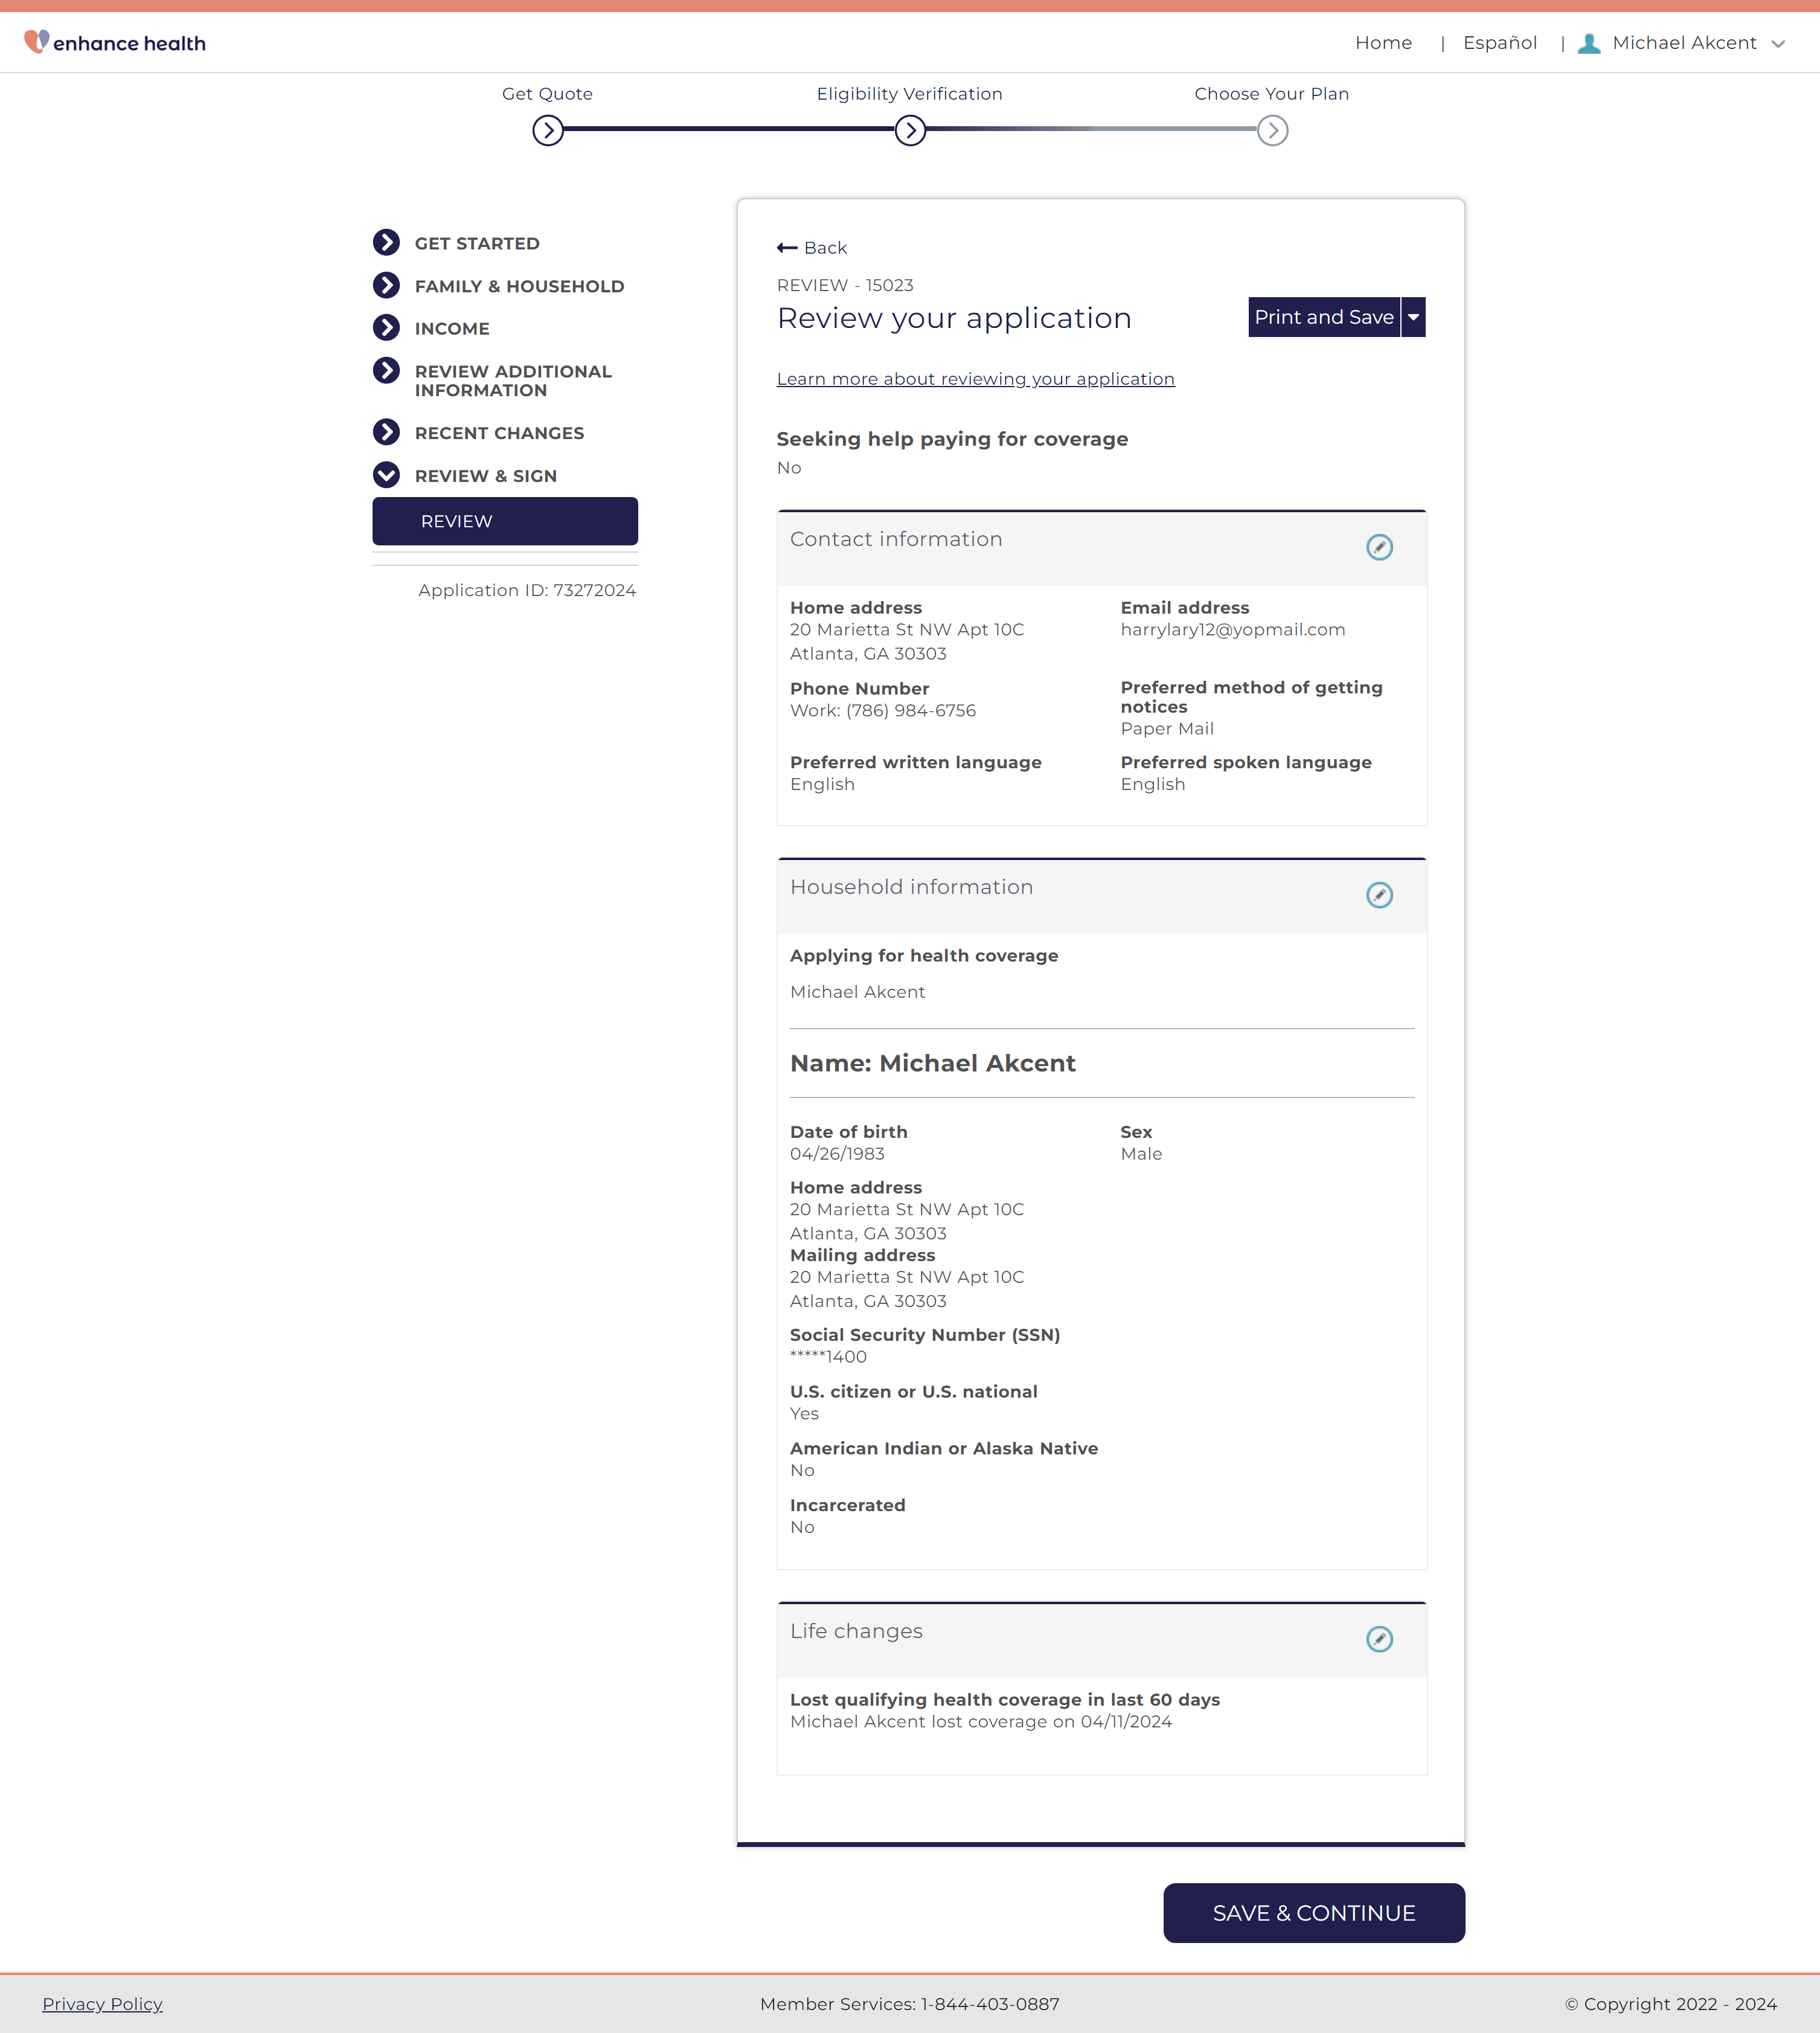 enhance health
Home | Español | Michael Akcent
Get Quote
Eligibility Verification
Choose Your Plan
GET STARTED
FAMILY & HOUSEHOLD
INCOME
REVIEW ADDITIONAL
INFORMATION
RECENT CHANGES
REVIEW & SIGN
REVIEW
Application ID: 73272024
Back
REVIEW - 15023
Review your application
Print and Save
Learn more about reviewing your application
Seeking help paying for coverage
No
Contact information
Home address
20 Marietta St NW Apt 10C
Atlanta, GA 30303
Email address
harrylary12@yopmail.com
Phone Number
Work: (786) 984-6756
Preferred method of getting
notices
Paper Mail
Preferred written language
English
Preferred spoken language
English
Household information
Applying for health coverage
Michael Akcent
Name: Michael Akcent
Date of birth
04/26/1983
Sex
Male
Home address
20 Marietta St NW Apt 10C
Atlanta, GA 30303
Mailing address
20 Marietta St NW Apt 10C
Atlanta, GA 30303
Social Security Number (SSN)
*****1400
U.S. citizen or U.S. national
Yes
American Indian or Alaska Native
No
Incarcerated
No
Life changes
Lost qualifying health coverage in last 60 days
Michael Akcent lost coverage on 04/11/2024
SAVE & CONTINUE
Privacy Policy
Member Services: 1-844-403-0887
© Copyright 2022 - 2024